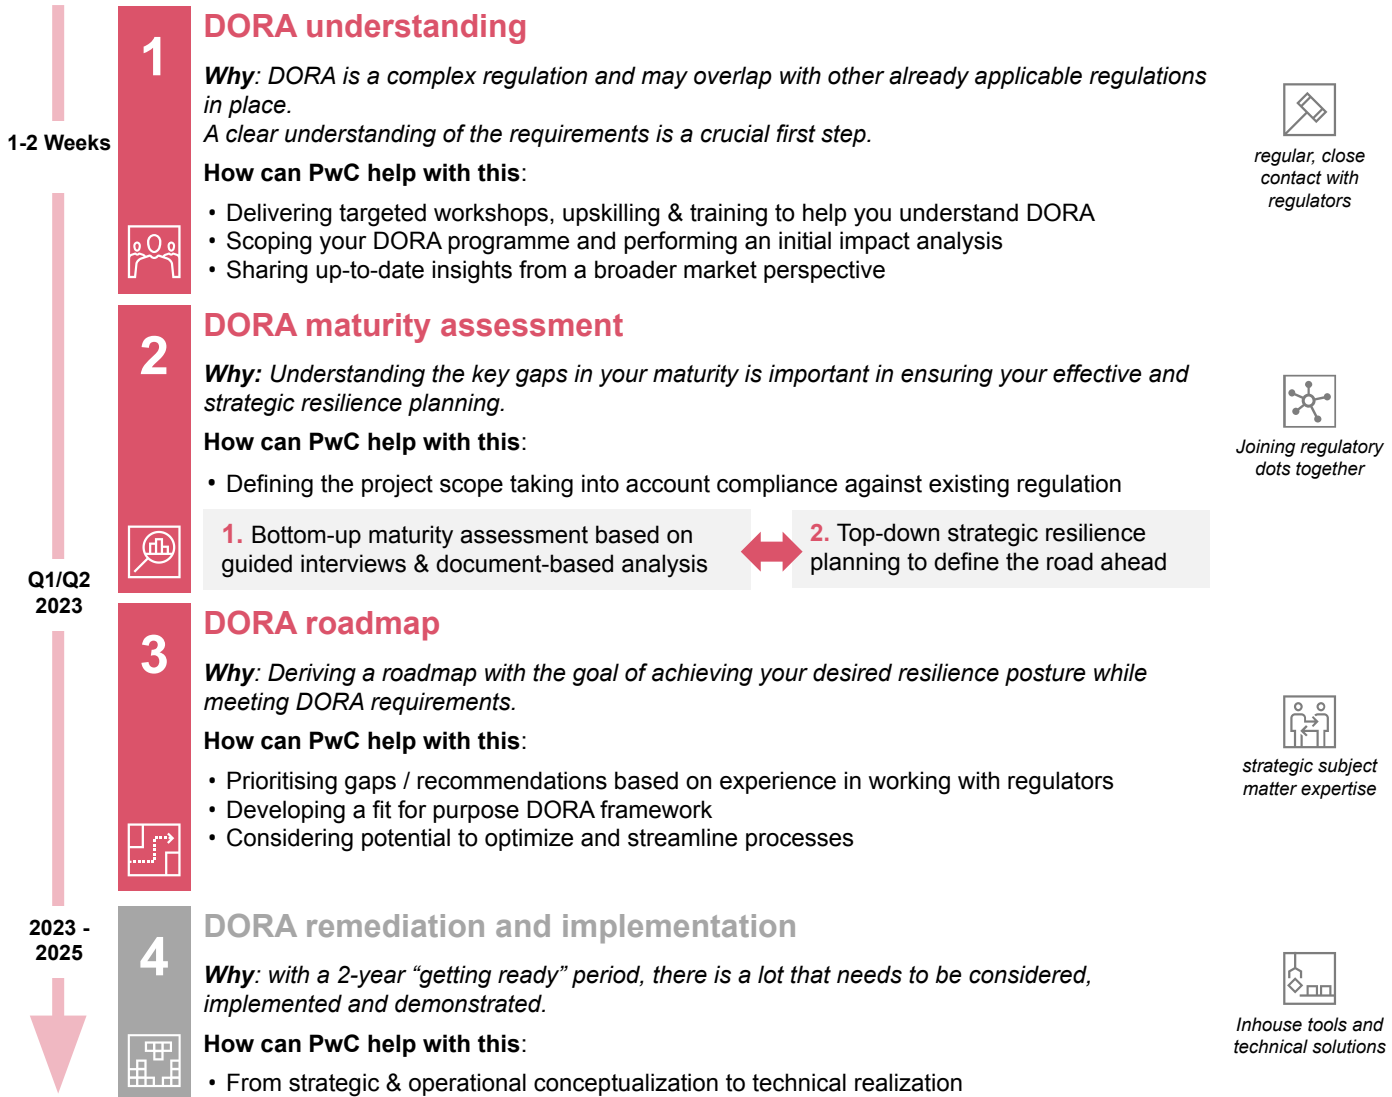 1
DORA understanding
Why: DORA is a complex regulation and may overlap with other already applicable regulations
in place.
A clear understanding of the requirements is a crucial first step.
1-2 Weeks
How can PwC help with this:
• Delivering targeted workshops, upskilling & training to help you understand DORA
• Scoping your DORA programme and performing an initial impact analysis
• Sharing up-to-date insights from a broader market perspective
regular, close
contact with
regulators
2
DORA maturity assessment
Why: Understanding the key gaps in your maturity is important in ensuring your effective and
strategic resilience planning.
How can PwC help with this:
• Defining the project scope taking into account compliance against existing regulation
1. Bottom-up maturity assessment based on
guided interviews & document-based analysis
2. Top-down strategic resilience
planning to define the road ahead
Joining regulatory
dots together
Q1/Q2
2023
3
DORA roadmap
Why: Deriving a roadmap with the goal of achieving your desired resilience posture while
meeting DORA requirements.
How can PwC help with this:
• Prioritising gaps / recommendations based on experience in working with regulators
• Developing a fit for purpose DORA framework
• Considering potential to optimize and streamline processes
strategic subject
matter expertise
2023 -
2025
4
DORA remediation and implementation
Why: with a 2-year “getting ready” period, there is a lot that needs to be considered,
implemented and demonstrated.
How can PwC help with this:
• From strategic & operational conceptualization to technical realization
Inhouse tools and
technical solutions